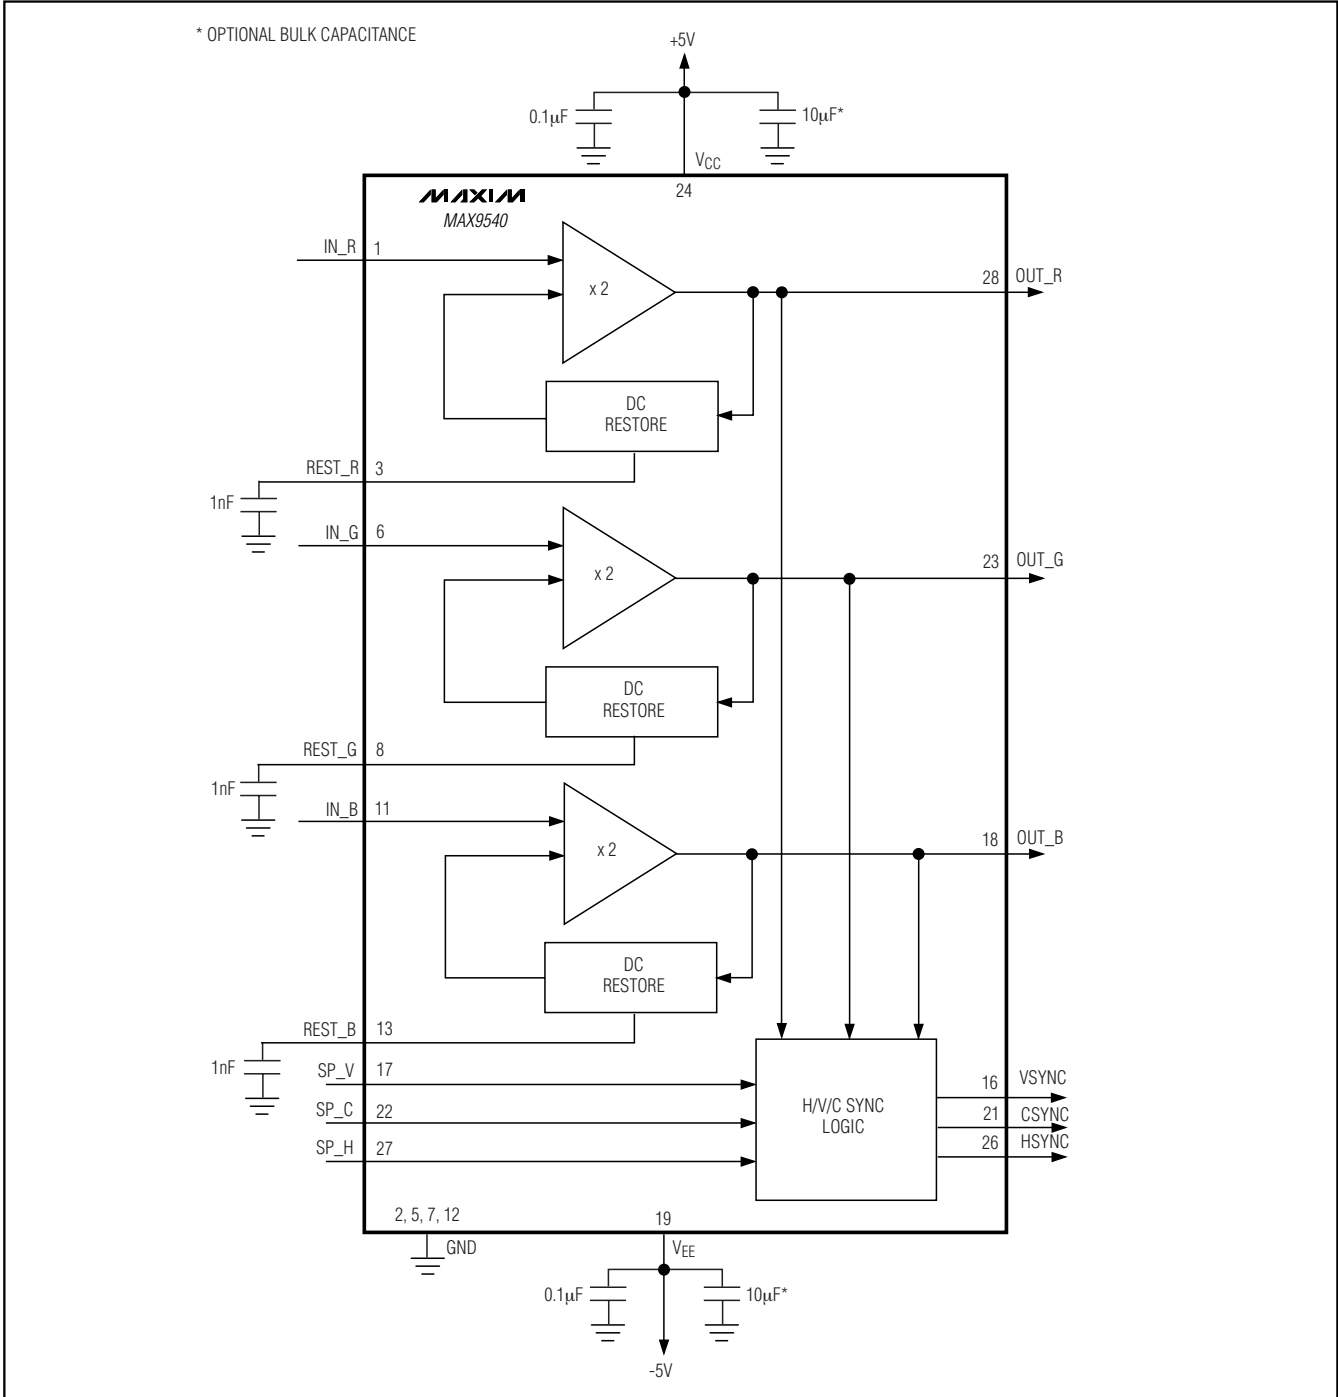 * OPTIONAL BULK CAPACITANCE
+5V
0.1µF
10µF*
VCC
24
MAXIM
MAX9540
IN_R 1
x 2
28 OUT_R
DC
RESTORE
REST_R 3
1nF
IN_G 6
x 2
23 OUT_G
DC
RESTORE
REST_G 8
1nF
IN_B 11
x 2
18 OUT_B
DC
RESTORE
REST_B 13
1nF
SP_V 17
SP_C 22
SP_H 27
H/V/C SYNC
LOGIC
16 VSYNC
21 CSYNC
26 HSYNC
2, 5, 7, 12
GND
19
VEE
0.1µF
10µF*
-5V